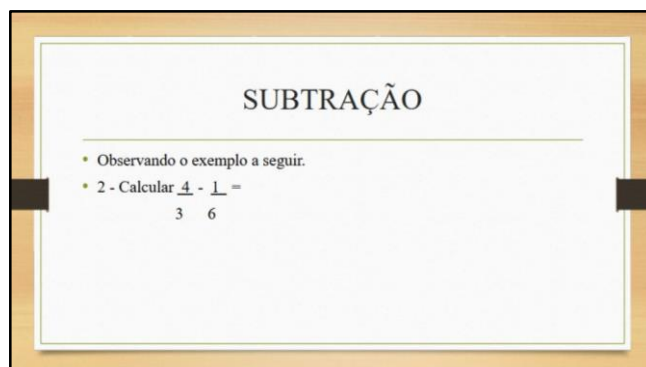 SUBTRAÇÃO
• Observando o exemplo a seguir.
• 2 - Calcular 4 - 1 =
3 6